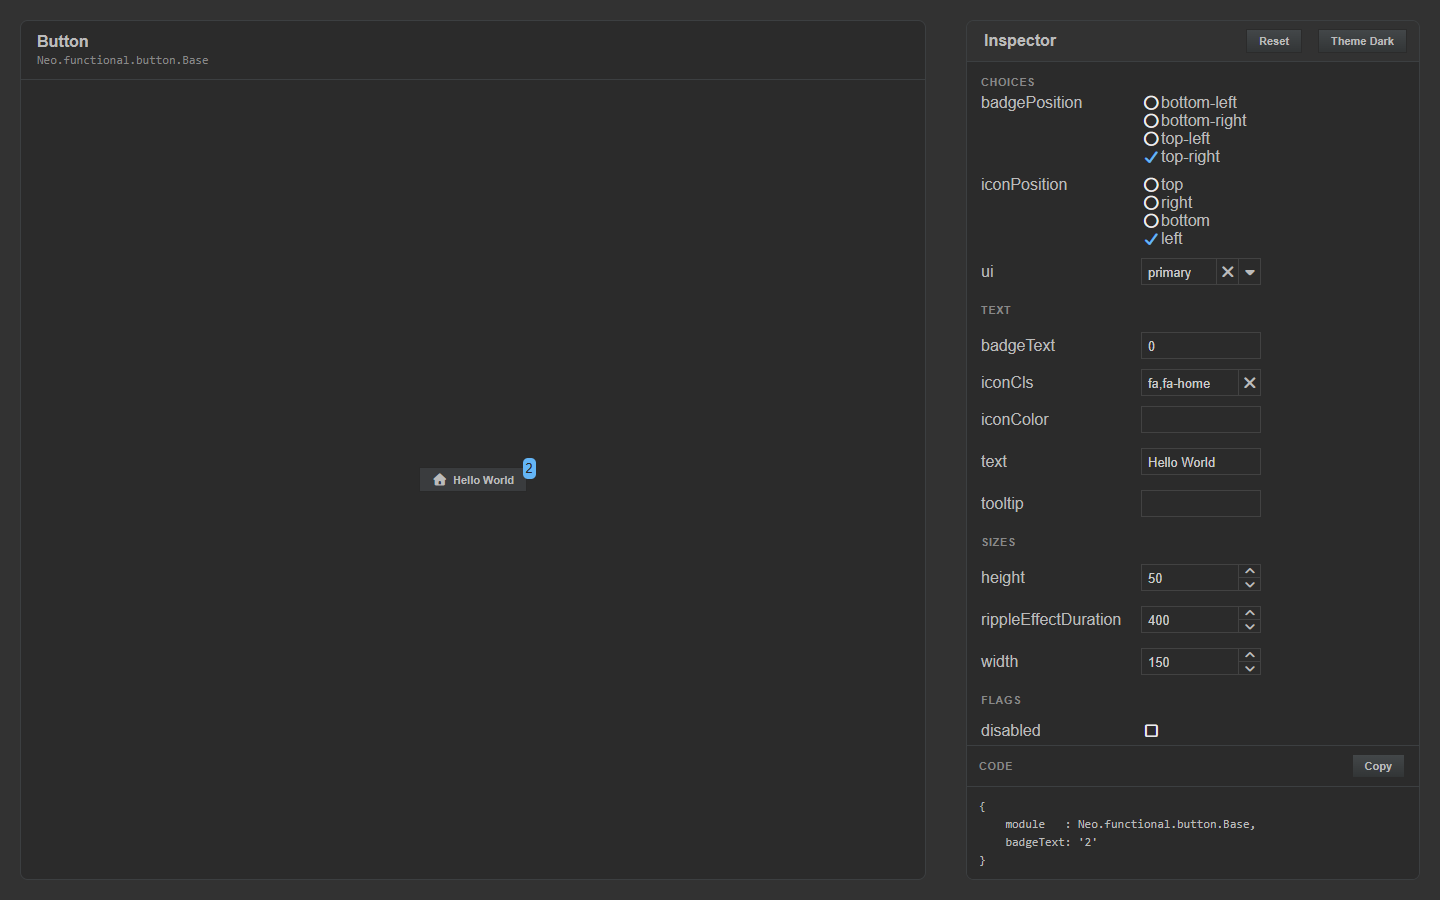 Button
Neo.functional.button.Base
Hello World
2
Inspector
Reset
Theme Dark
CHOICES
badgePosition
bottom-left
bottom-right
top-left
top-right
iconPosition
top
right
bottom
left
ui
primary
TEXT
badgeText
0
iconCls
fa,fa-home
iconColor
text
Hello World
tooltip
SIZES
height
50
rippleEffectDuration
400
width
150
FLAGS
disabled
CODE
Copy
{
module   : Neo.functional.button.Base,
badgeText: '2'
}